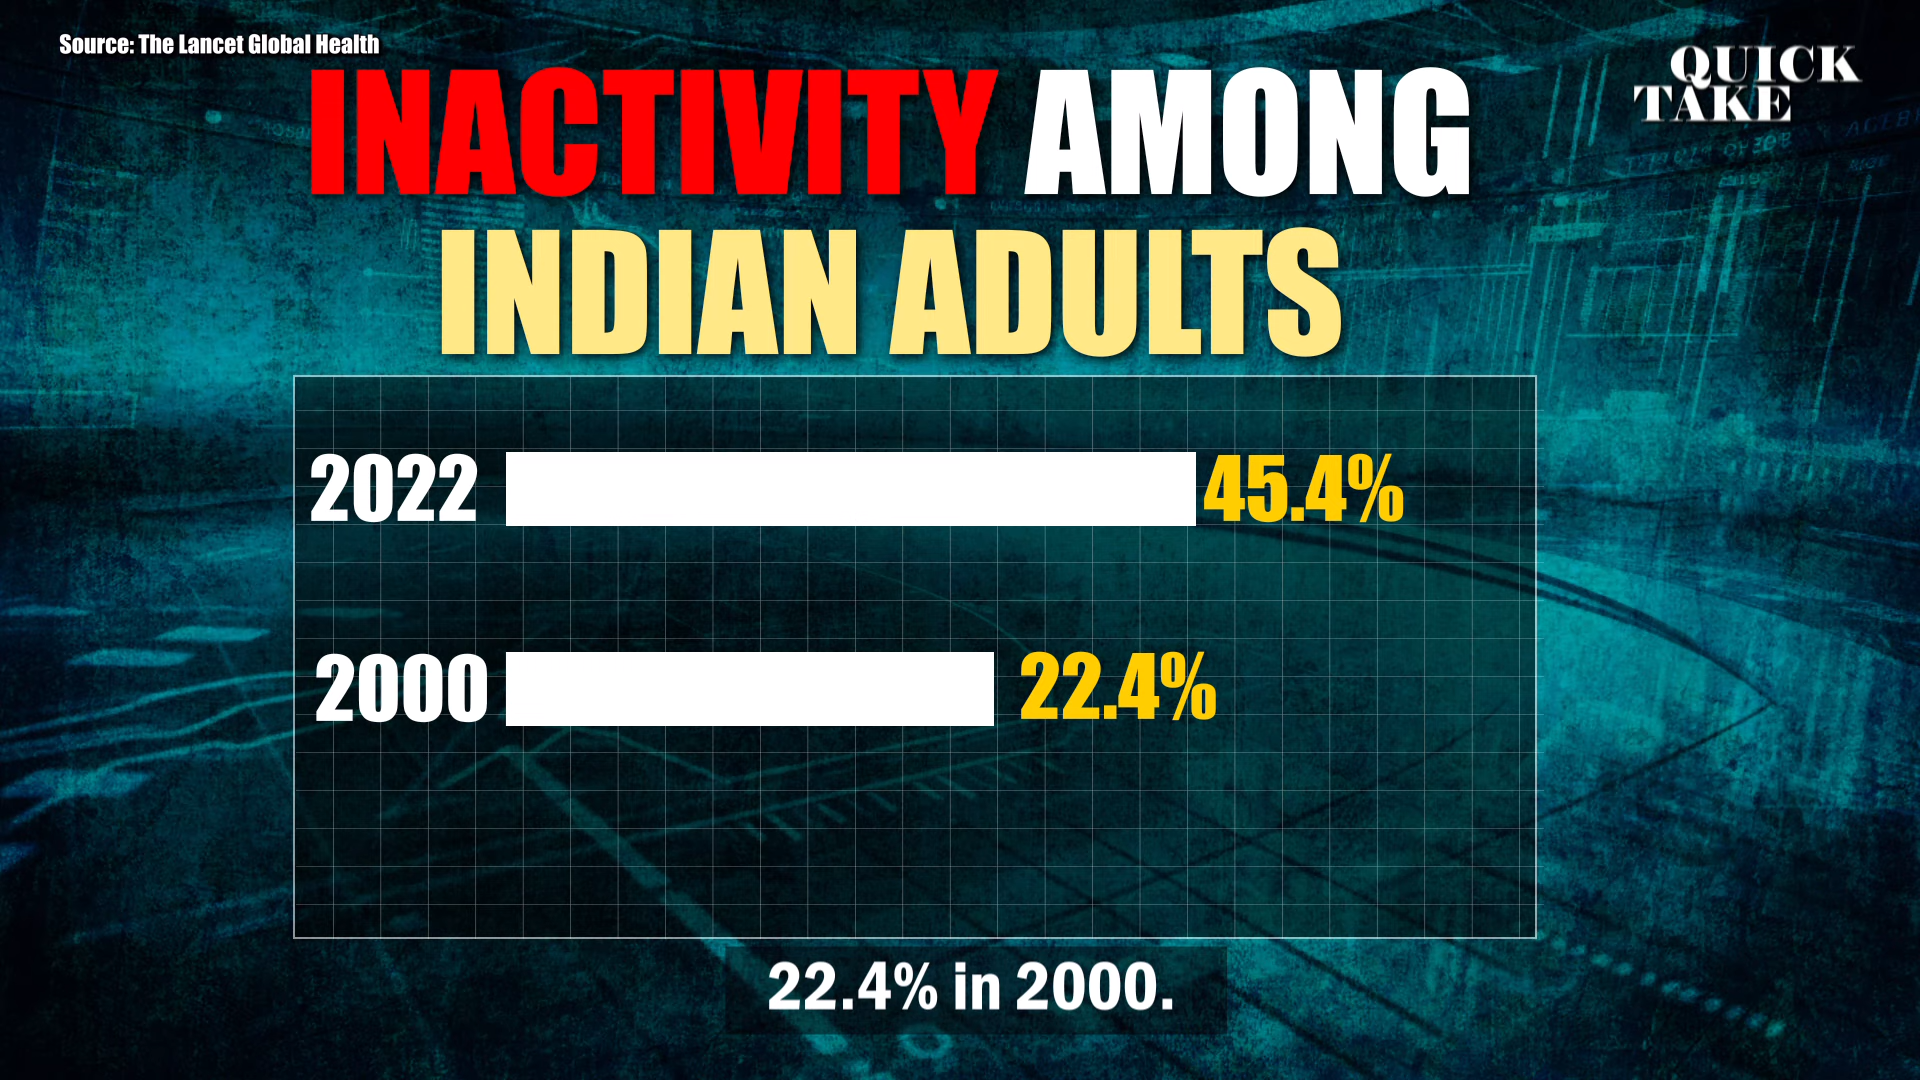 Source: The Lancet Global Health
QUICK
TAKE
INACTIVITY AMONG
INDIAN ADULTS
2022 45.4%
2000 22.4%
22.4% in 2000.